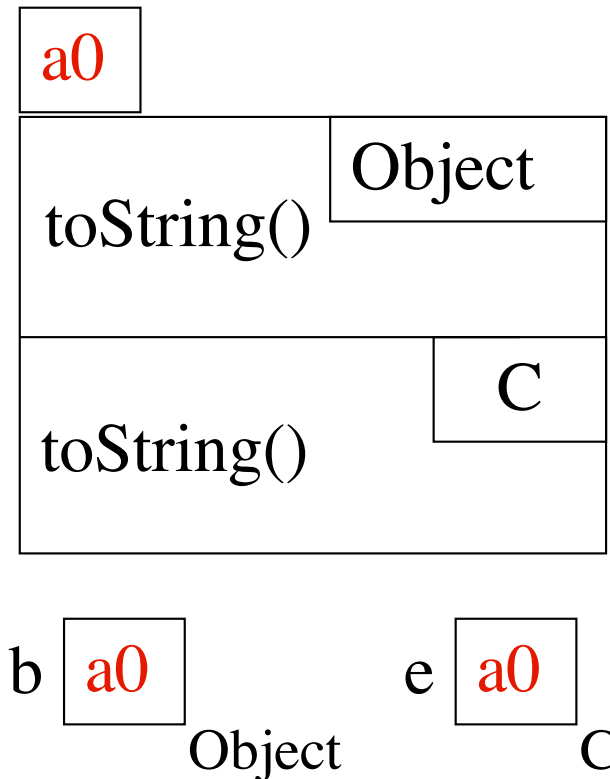 a0
Object
toString()
C
toString()
b a0 e a0
Object C